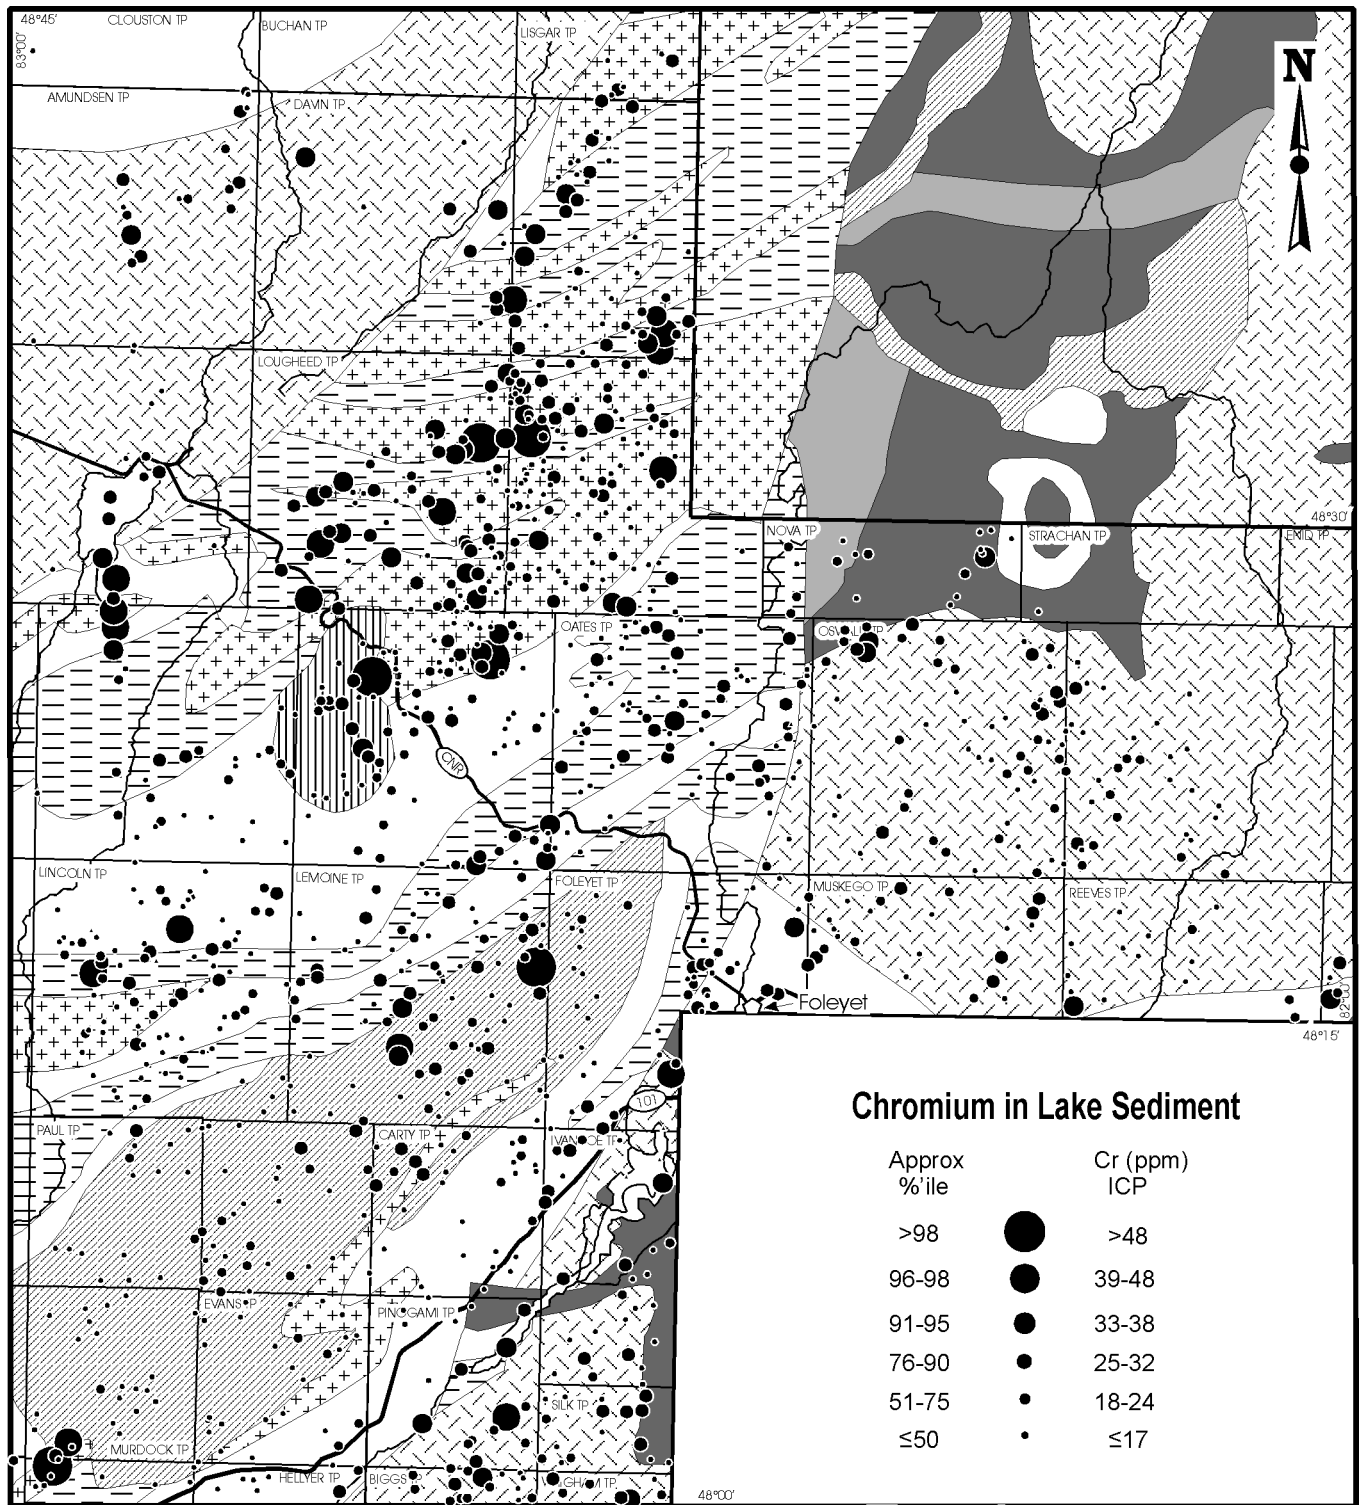 48°45'
CLOUSTON TP
BUCHAN TP
LISGAR TP
83°00'
N
AMUNDSEN TP
DAMN TP
LOUGHEED TP
48°30'
NOVA TP
STRACHAN TP
ENID TP
OATES TP
CNR
LINCOLN TP
LEMOINE TP
FOLEYET TP
MUSKEGO TP
REEVES TP
Foleyet
82°00'
48°15'
101
PAUL TP
CARTY TP
Chromium in Lake Sediment
Approx Cr (ppm)
%'ile ICP
>98 >48
96-98 39-48
91-95 33-38
76-90 25-32
51-75 18-24
≤50 ≤17
EVANS P
PINOGAMI TP
SILK TP
MURDOCK TP
HELLYER TP
BIGGS TP
48°00'